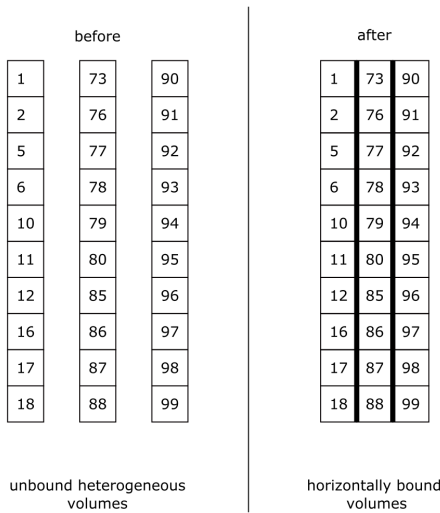 before after
1 73 90 1 73 90
2 76 91 2 76 91
5 77 92 5 77 92
6 78 93 6 78 93
10 79 94 10 79 94
11 80 95 11 80 95
12 85 96 12 85 96
16 86 97 16 86 97
17 87 98 17 87 98
18 88 99 18 88 99
unbound heterogeneous horizontally bound
volumes volumes